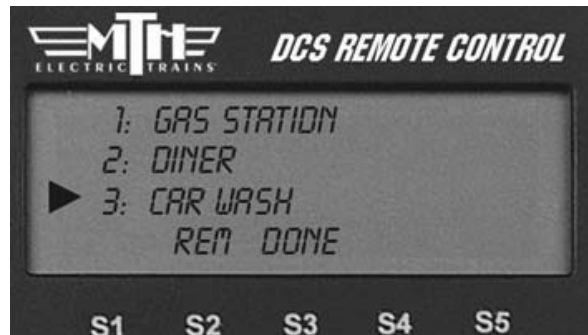 MTH
ELECTRIC TRAINS
DCS REMOTE CONTROL
1: GAS STATION
2: DINER
3: CAR WASH
REM DONE
S1 S2 S3 S4 S5